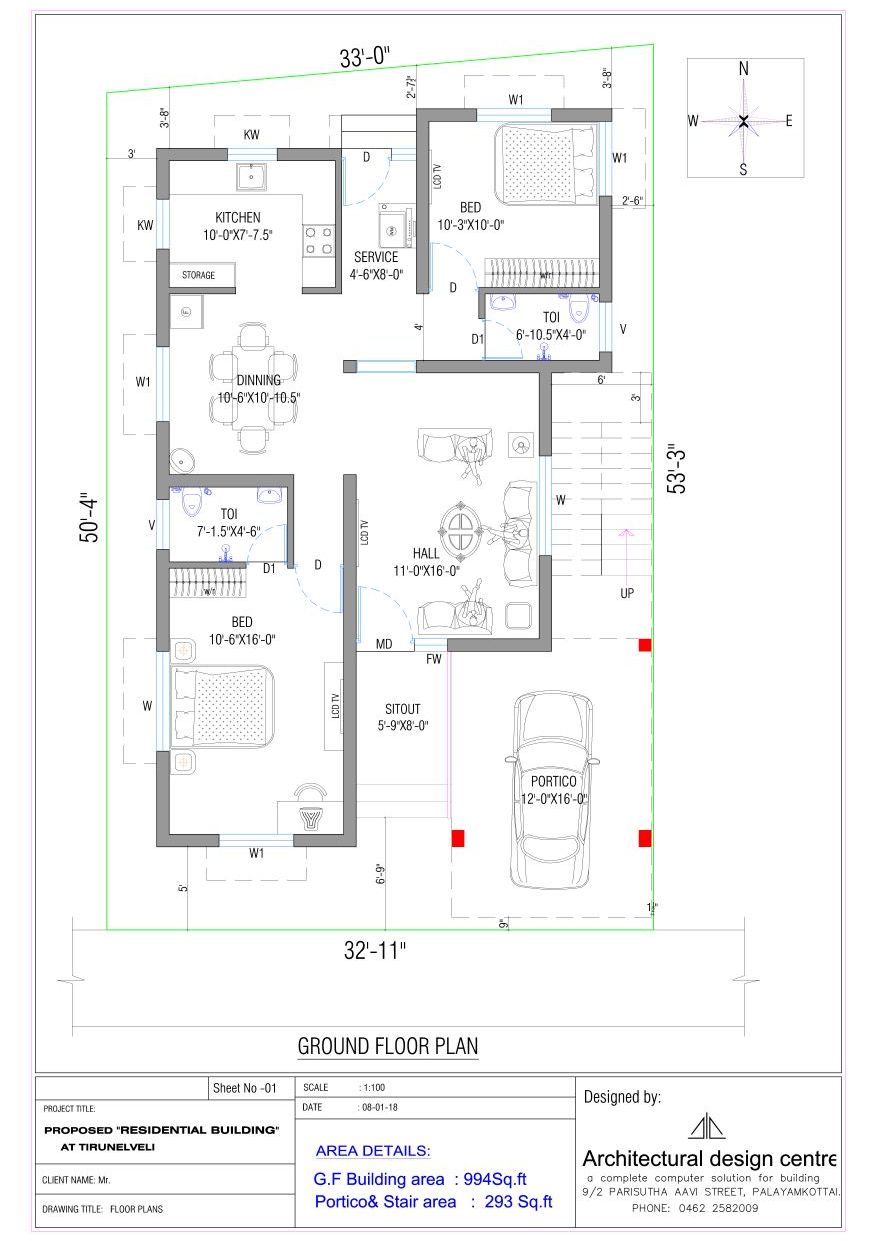 33'-0"
N
W E
S
3'-8"
2'-7½"
3'-8"
3'
KW
W1
D
LCD TV
W1
KW
KITCHEN
10'-0"X7'-7.5"
STORAGE
BED
10'-3"X10'-0"
2'-6"
SERVICE
4'-6"X8'-0"
w/r
D
TOI
6'-10.5"X4'-0"
4'
D1
V
W1
DINNING
10'-6"X10'-10.5"
6'
3'
53'-3"
50'-4"
V
TOI
7'-1.5"X4'-6"
W
LCD TV
HALL
11'-0"X16'-0"
D1
D
w/r
UP
BED
10'-6"X16'-0"
MD
FW
W
LCD TV
SITOUT
5'-9"X8'-0"
PORTICO
12'-0"X16'-0"
W1
5'
6'-9"
9"
32'-11"
GROUND FLOOR PLAN
Sheet No -01
PROJECT TITLE:
PROPOSED "RESIDENTIAL BUILDING"
AT TIRUNELVELI
CLIENT NAME: Mr.
DRAWING TITLE: FLOOR PLANS
SCALE : 1:100
DATE : 08-01-18
AREA DETAILS:
G.F Building area : 994Sq.ft
Portico& Stair area : 293 Sq.ft
Designed by:
Architectural design centre
a complete computer solution for building
9/2 PARISUTHA AAVI STREET, PALAYAMKOTTAI.
PHONE: 0462 2582009